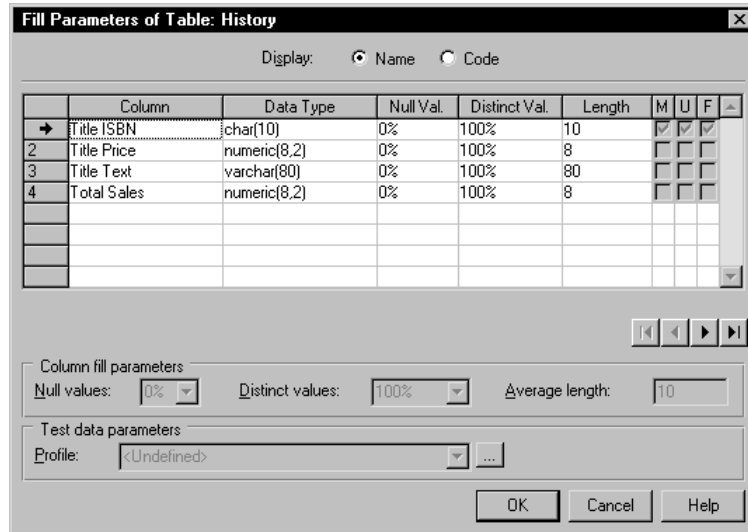 Fill Parameters of Table: History
Display: Name Code
Column Data Type Null Val. Distinct Val. Length M U F
Title ISBN char(10) 0% 100% 10
2 Title Price numeric(8,2) 0% 100% 8
3 Title Text varchar(80) 0% 100% 80
4 Total Sales numeric(8,2) 0% 100% 8
Column fill parameters
Null values: 0% Distinct values: 100% Average length: 10
Test data parameters
Profile: <Undefined> ...
OK Cancel Help